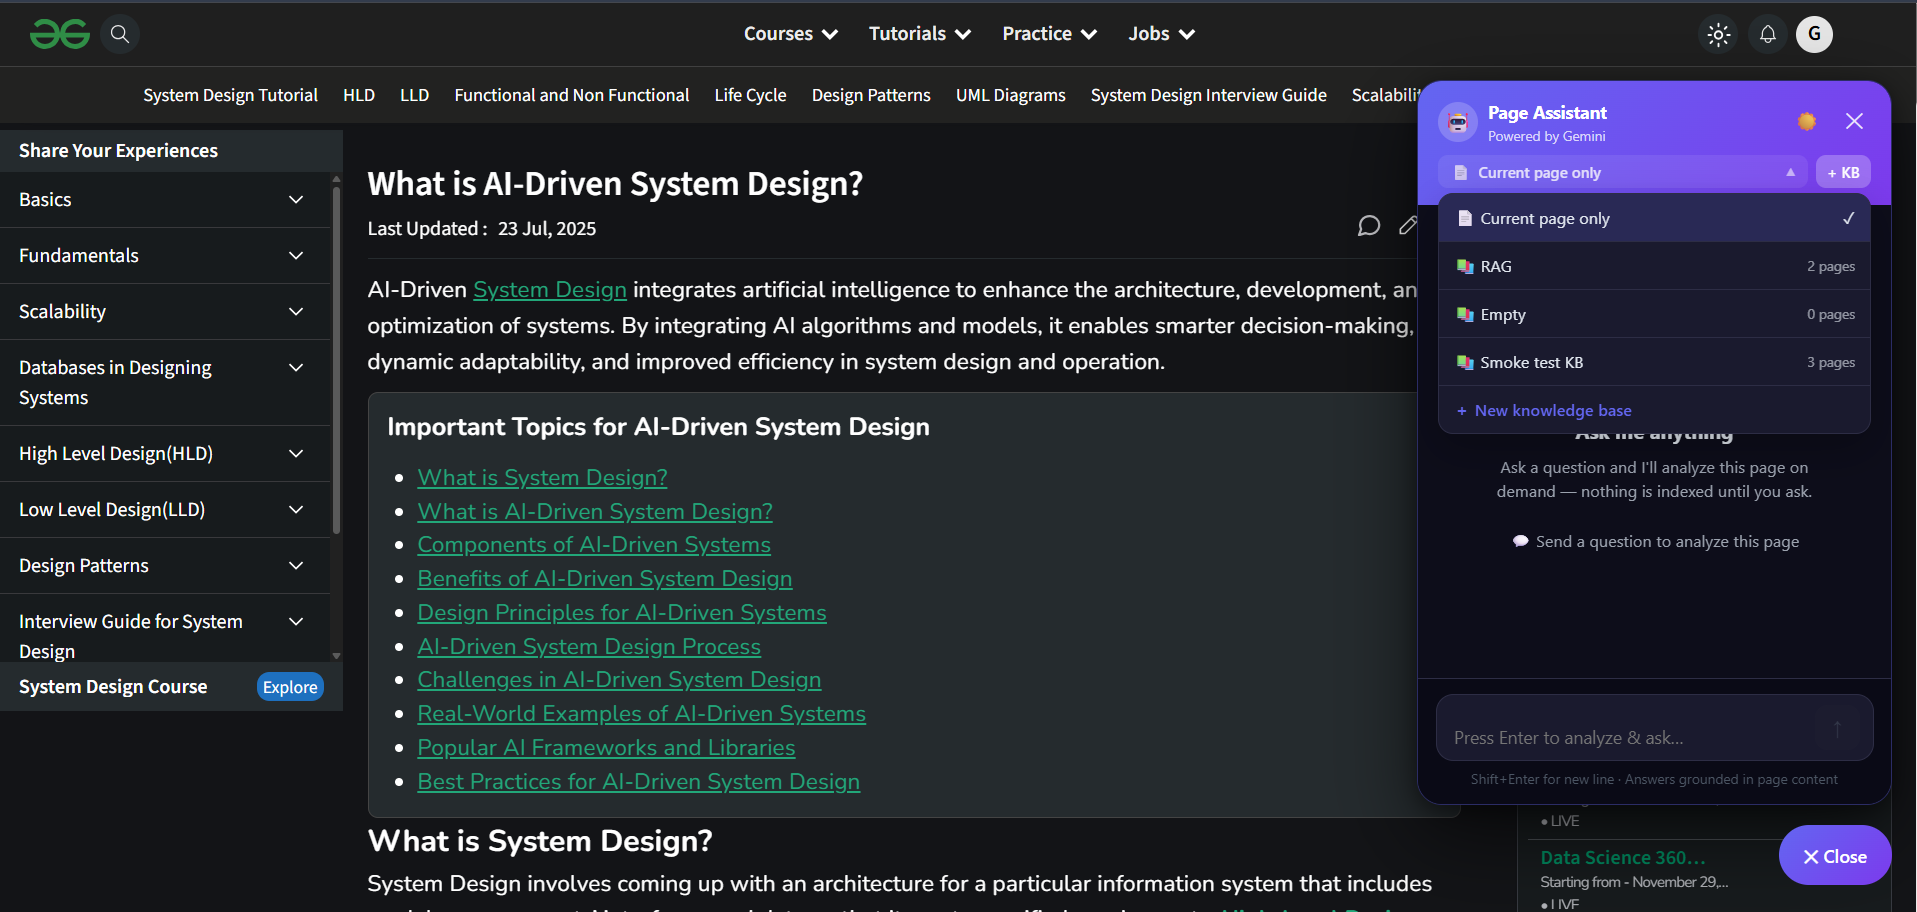 Courses
Tutorials
Practice
Jobs
G
System Design Tutorial
HLD
LLD
Functional and Non Functional
Life Cycle
Design Patterns
UML Diagrams
System Design Interview Guide
Share Your Experiences
Basics
Fundamentals
Scalability
Databases in Designing
Systems
High Level Design(HLD)
Low Level Design(LLD)
Design Patterns
Interview Guide for System
Design
System Design Course
Explore
What is AI-Driven System Design?
Last Updated : 23 Jul, 2025
AI-Driven System Design integrates artificial intelligence to enhance the architecture, development, an
optimization of systems. By integrating AI algorithms and models, it enables smarter decision-making,
dynamic adaptability, and improved efficiency in system design and operation.
Important Topics for AI-Driven System Design
What is System Design?
What is AI-Driven System Design?
Components of AI-Driven Systems
Benefits of AI-Driven System Design
Design Principles for AI-Driven Systems
AI-Driven System Design Process
Challenges in AI-Driven System Design
Real-World Examples of AI-Driven Systems
Popular AI Frameworks and Libraries
Best Practices for AI-Driven System Design
What is System Design?
System Design involves coming up with an architecture for a particular information system that includes
Page Assistant
Powered by Gemini
Current page only
+ KB
Current page only
RAG
2 pages
Empty
0 pages
Smoke test KB
3 pages
+ New knowledge base
Ask me anything
Ask a question and I'll analyze this page on
demand — nothing is indexed until you ask.
Send a question to analyze this page
Press Enter to analyze & ask...
Shift+Enter for new line · Answers grounded in page content
• LIVE
Data Science 360...
Starting from - November 29,...
• LIVE
Close